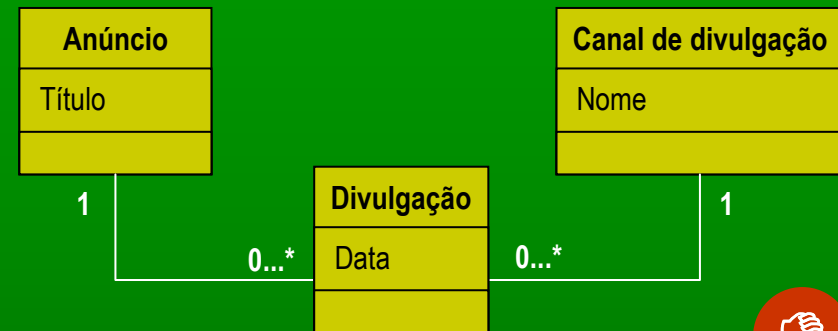 Anúncio
Título
Canal de divulgação
Nome
1
1
Divulgação
Data
0...*
0...*